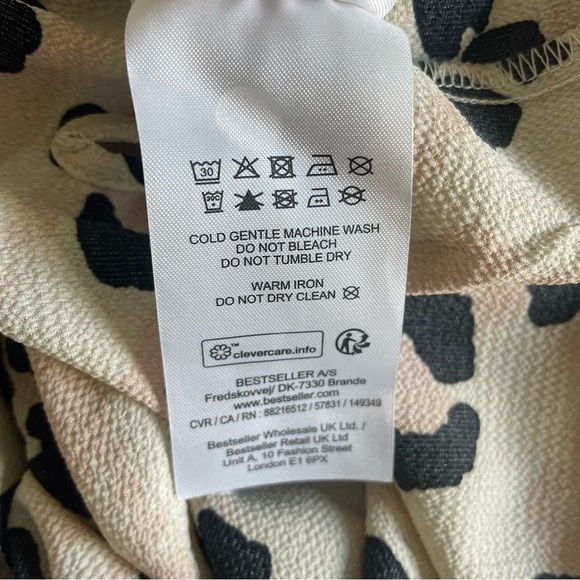 30
30C
COLD GENTLE MACHINE WASH
DO NOT BLEACH
DO NOT TUMBLE DRY
WARM IRON
DO NOT DRY CLEAN
™
clevercare.info
BESTSELLER A/S
Fredskovvej/ DK-7330 Brande
www.bestseller.com
CVR / CA / RN : 88216512 / 57831 / 149349
Bestseller Wholesale UK Ltd. /
Bestseller Retail UK Ltd
Unit A, 10 Fashion Street
London E1 6PX